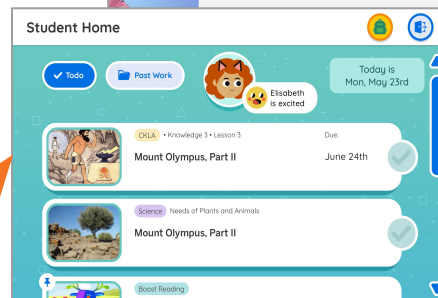 Student Home
Todo
Past Work
Elisabeth
is excited
Today is
Mon, May 23rd
CKLA • Knowledge 3 • Lesson 3
Due:
Mount Olympus, Part II
June 24th
Science Needs of Plants and Animals
Mount Olympus, Part II
Boost Reading